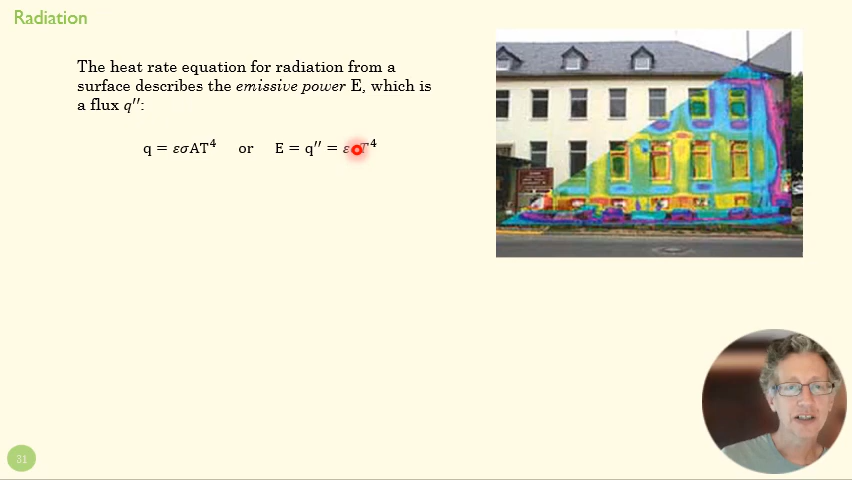 Radiation
The heat rate equation for radiation from a
surface describes the emissive power E, which is
a flux q″:
q = εσAT⁴ or E = q″ = εσT⁴
31